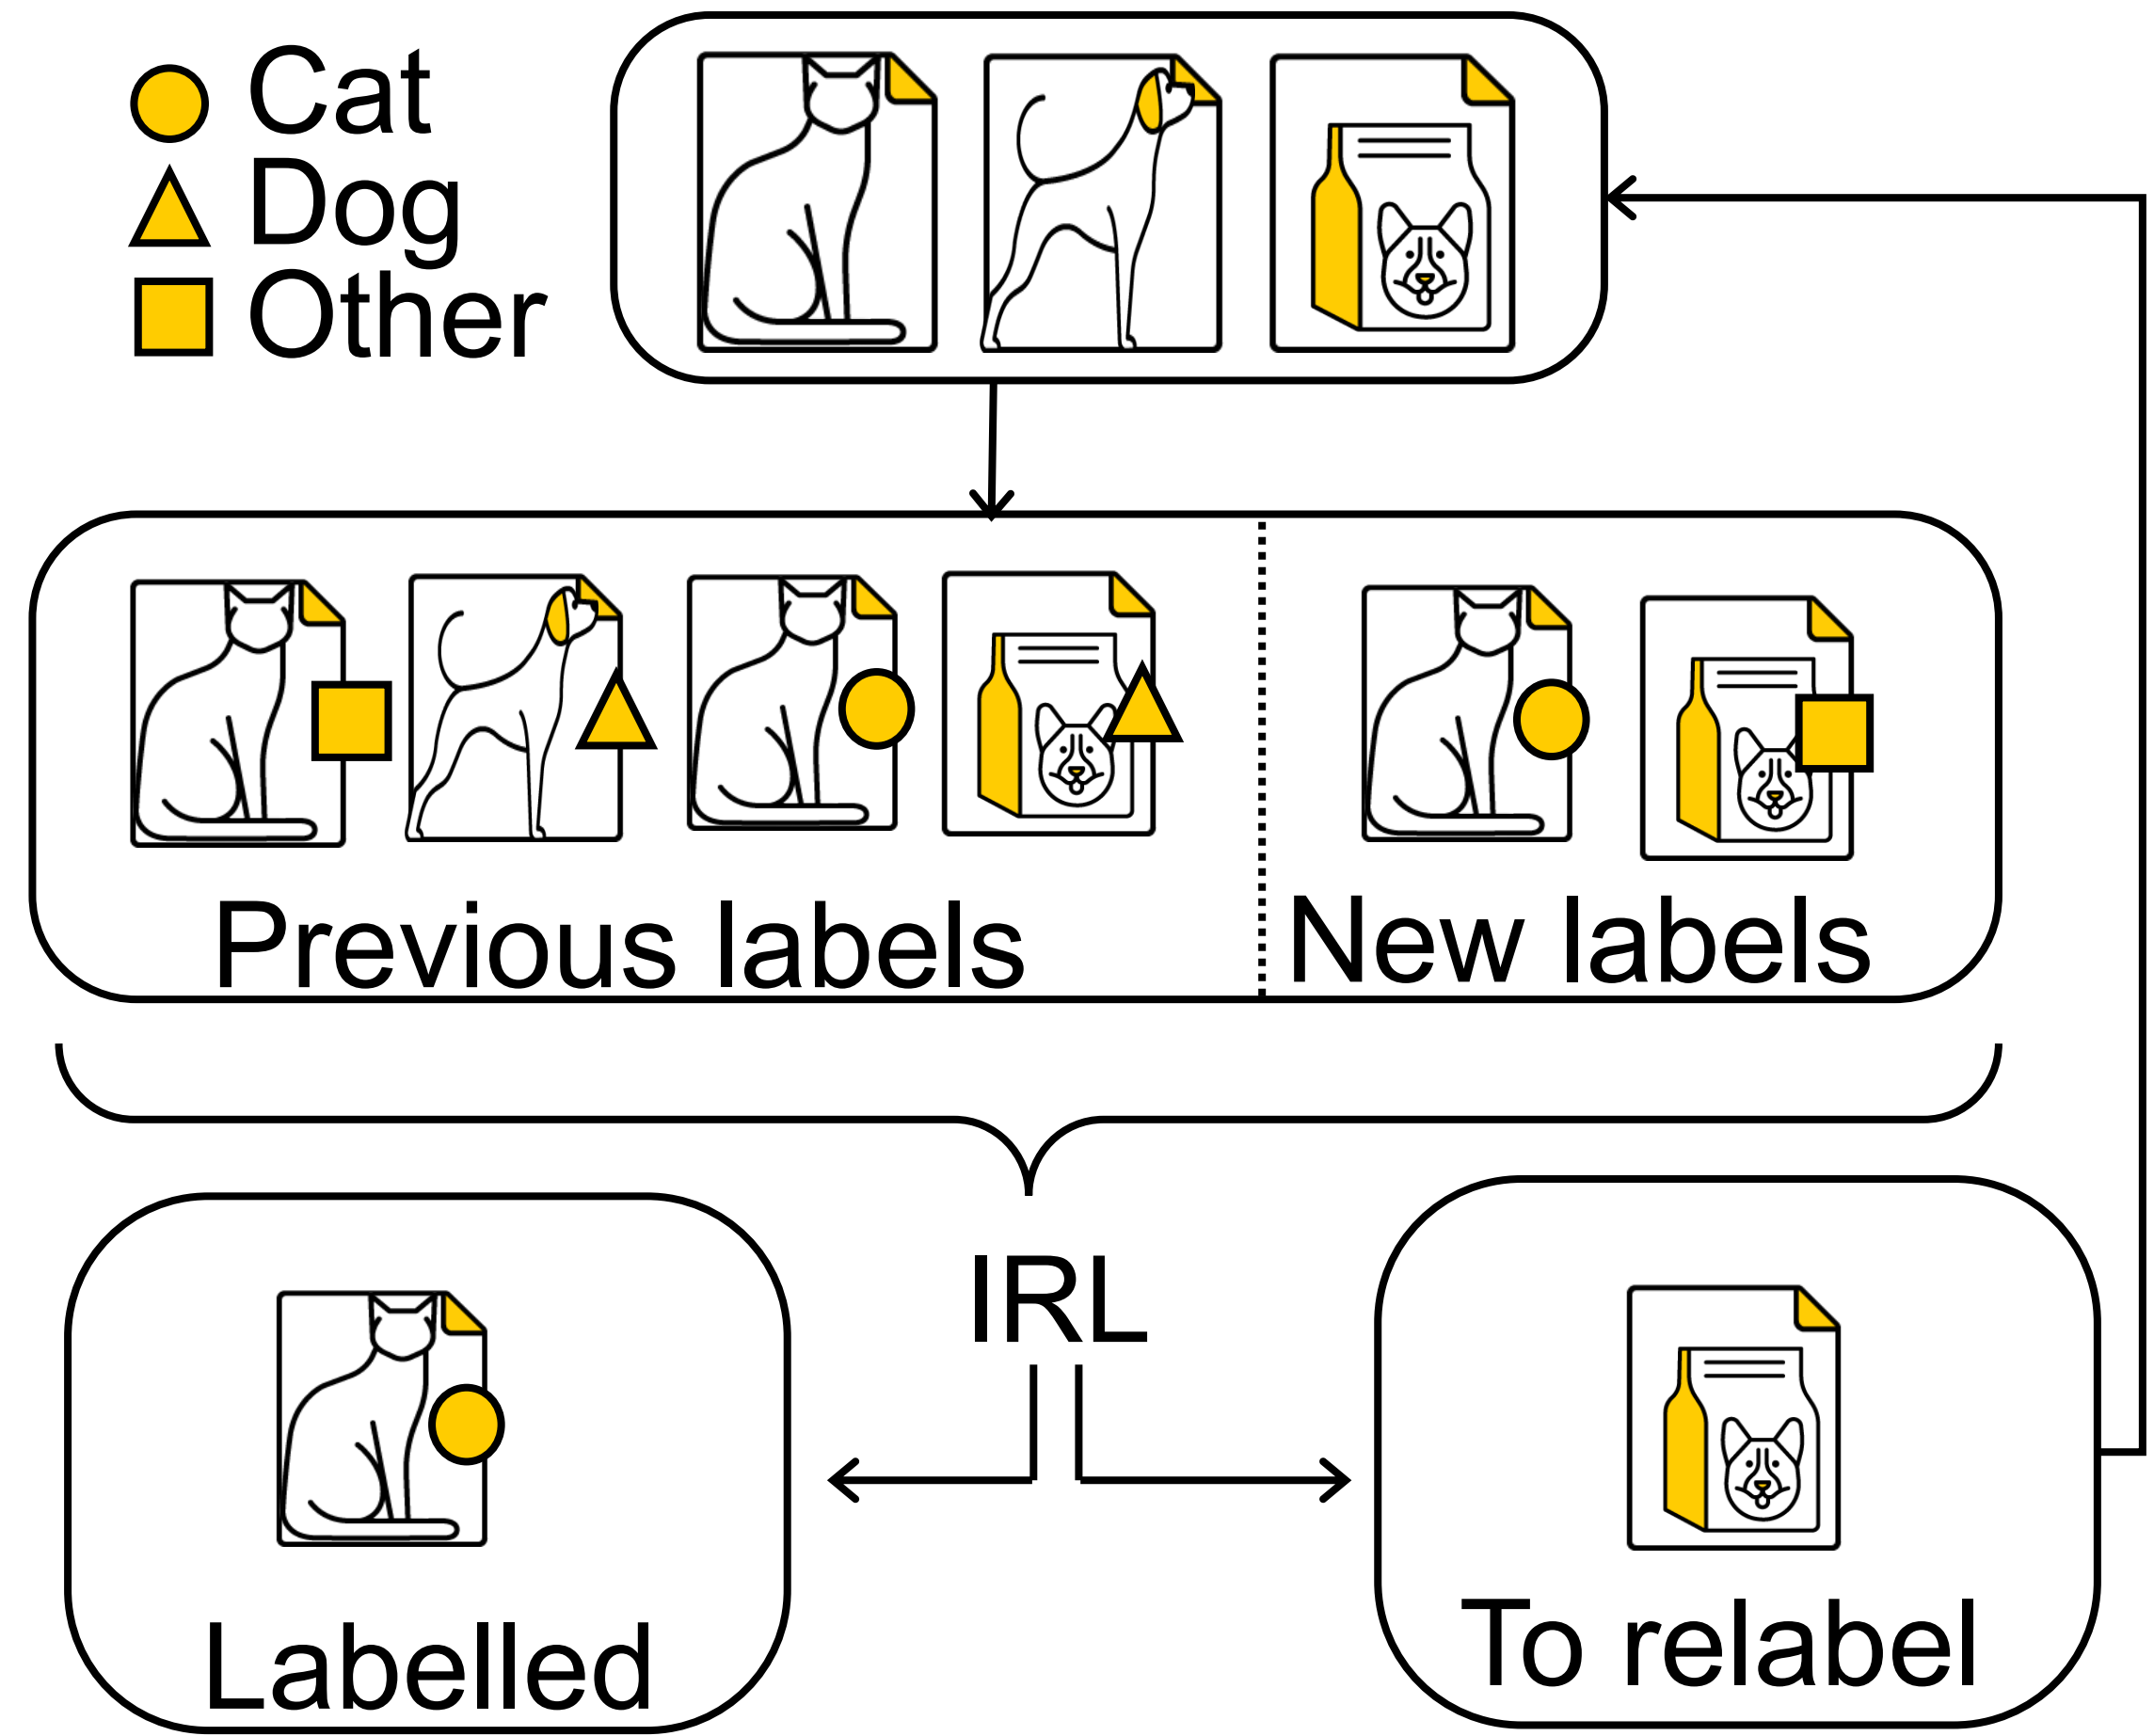 Cat
Dog
Other
Previous labels
New labels
IRL
Labelled
To relabel